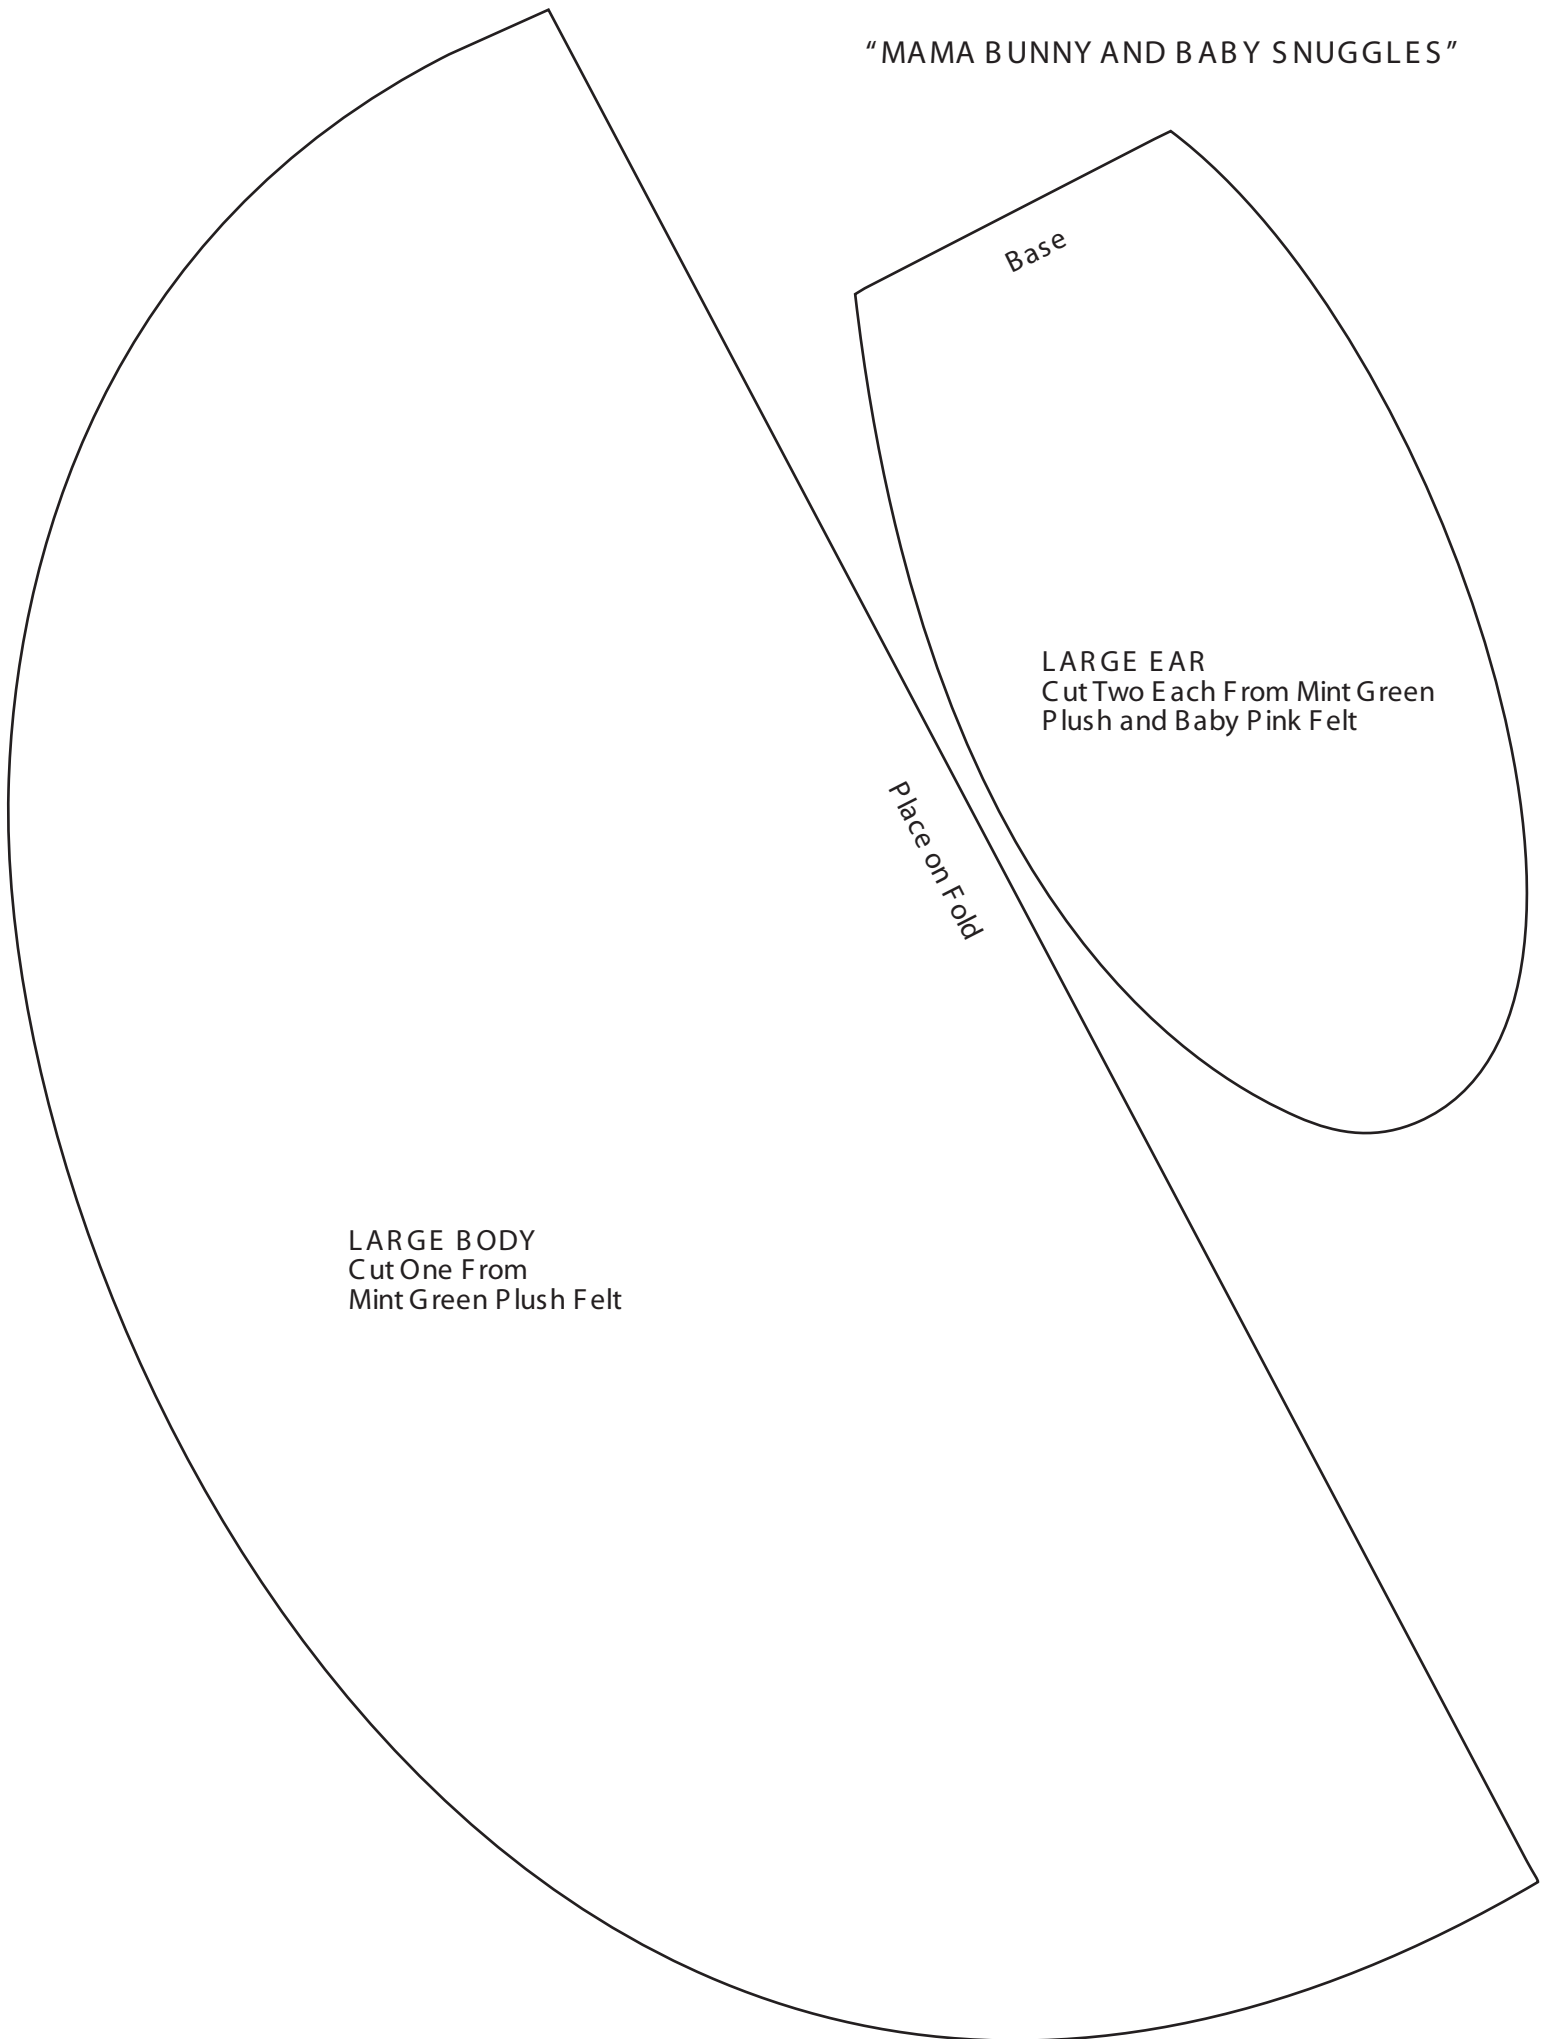 “MAMA BUNNY AND BABY SNUGGLES”
Base
LARGE EAR
Cut Two Each From Mint Green
Plush and Baby Pink Felt
Place on Fold
LARGE BODY
Cut One From
Mint Green Plush Felt